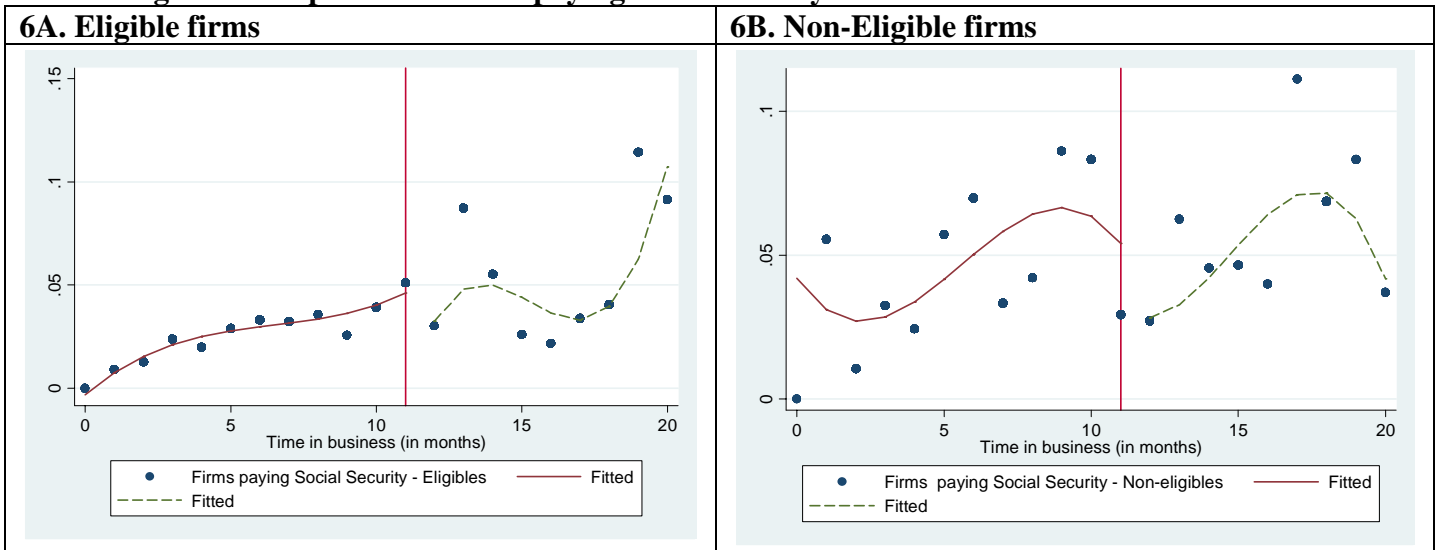 6A. Eligible firms
6B. Non-Eligible firms
.15
.1
.05
0
0 5 10 15 20
Time in business (in months)
Firms paying Social Security - Eligibles
Fitted
Fitted
.1
.05
0
0 5 10 15 20
Time in business (in months)
Firms paying Social Security - Non-eligibles
Fitted
Fitted